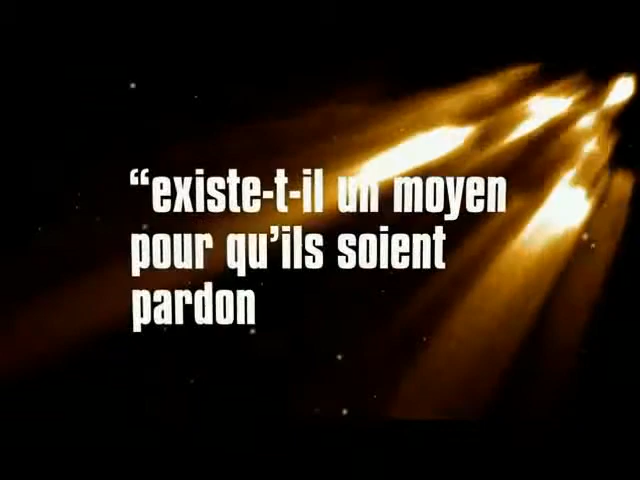 “existe-t-il un moyen
pour qu’ils soient
pardon